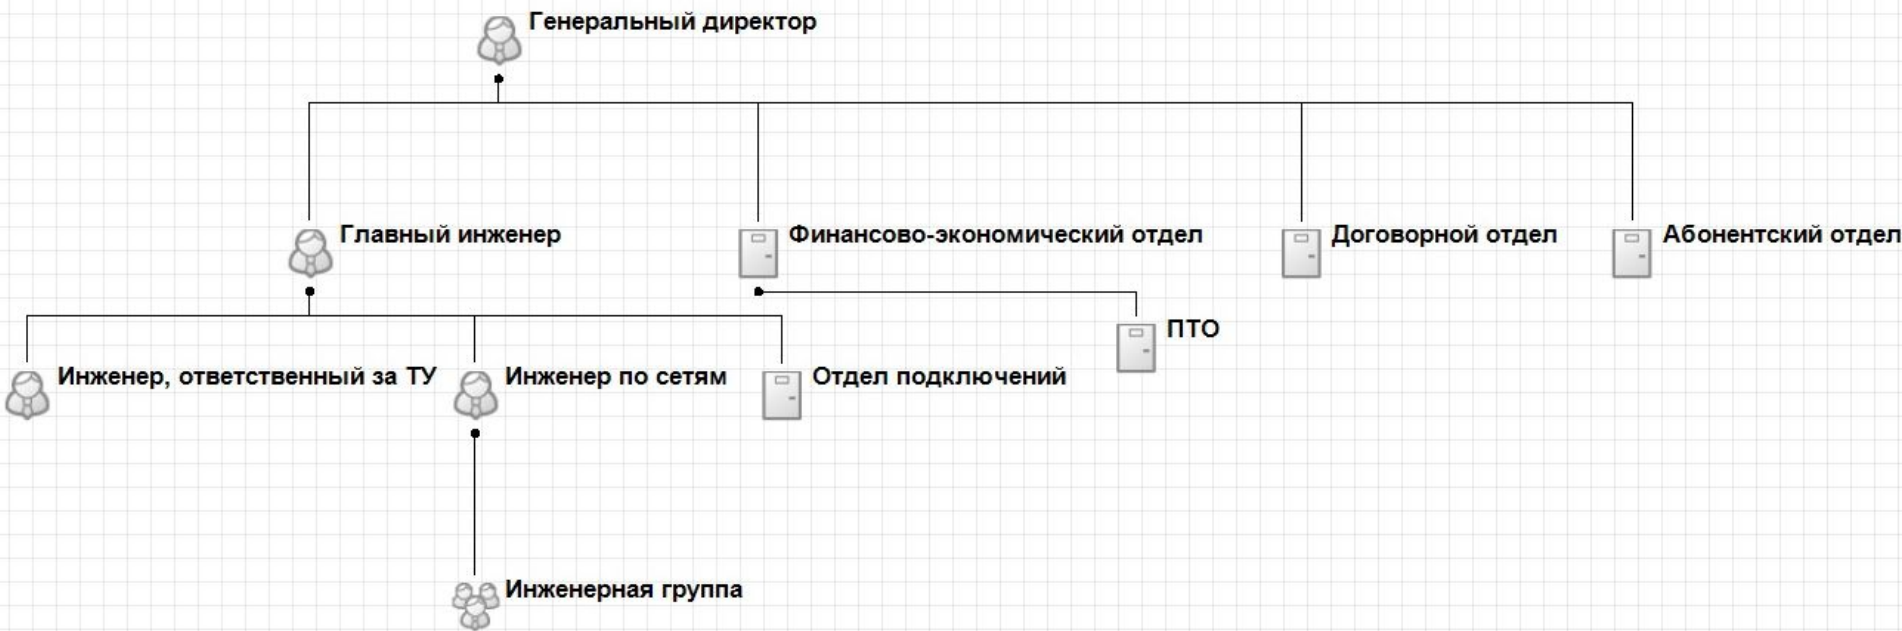 Генеральный директор
Главный инженер
Финансово-экономический отдел
Договорной отдел
Абонентский отдел
ПТО
Инженер, ответственный за ТУ
Инженер по сетям
Отдел подключений
Инженерная группа